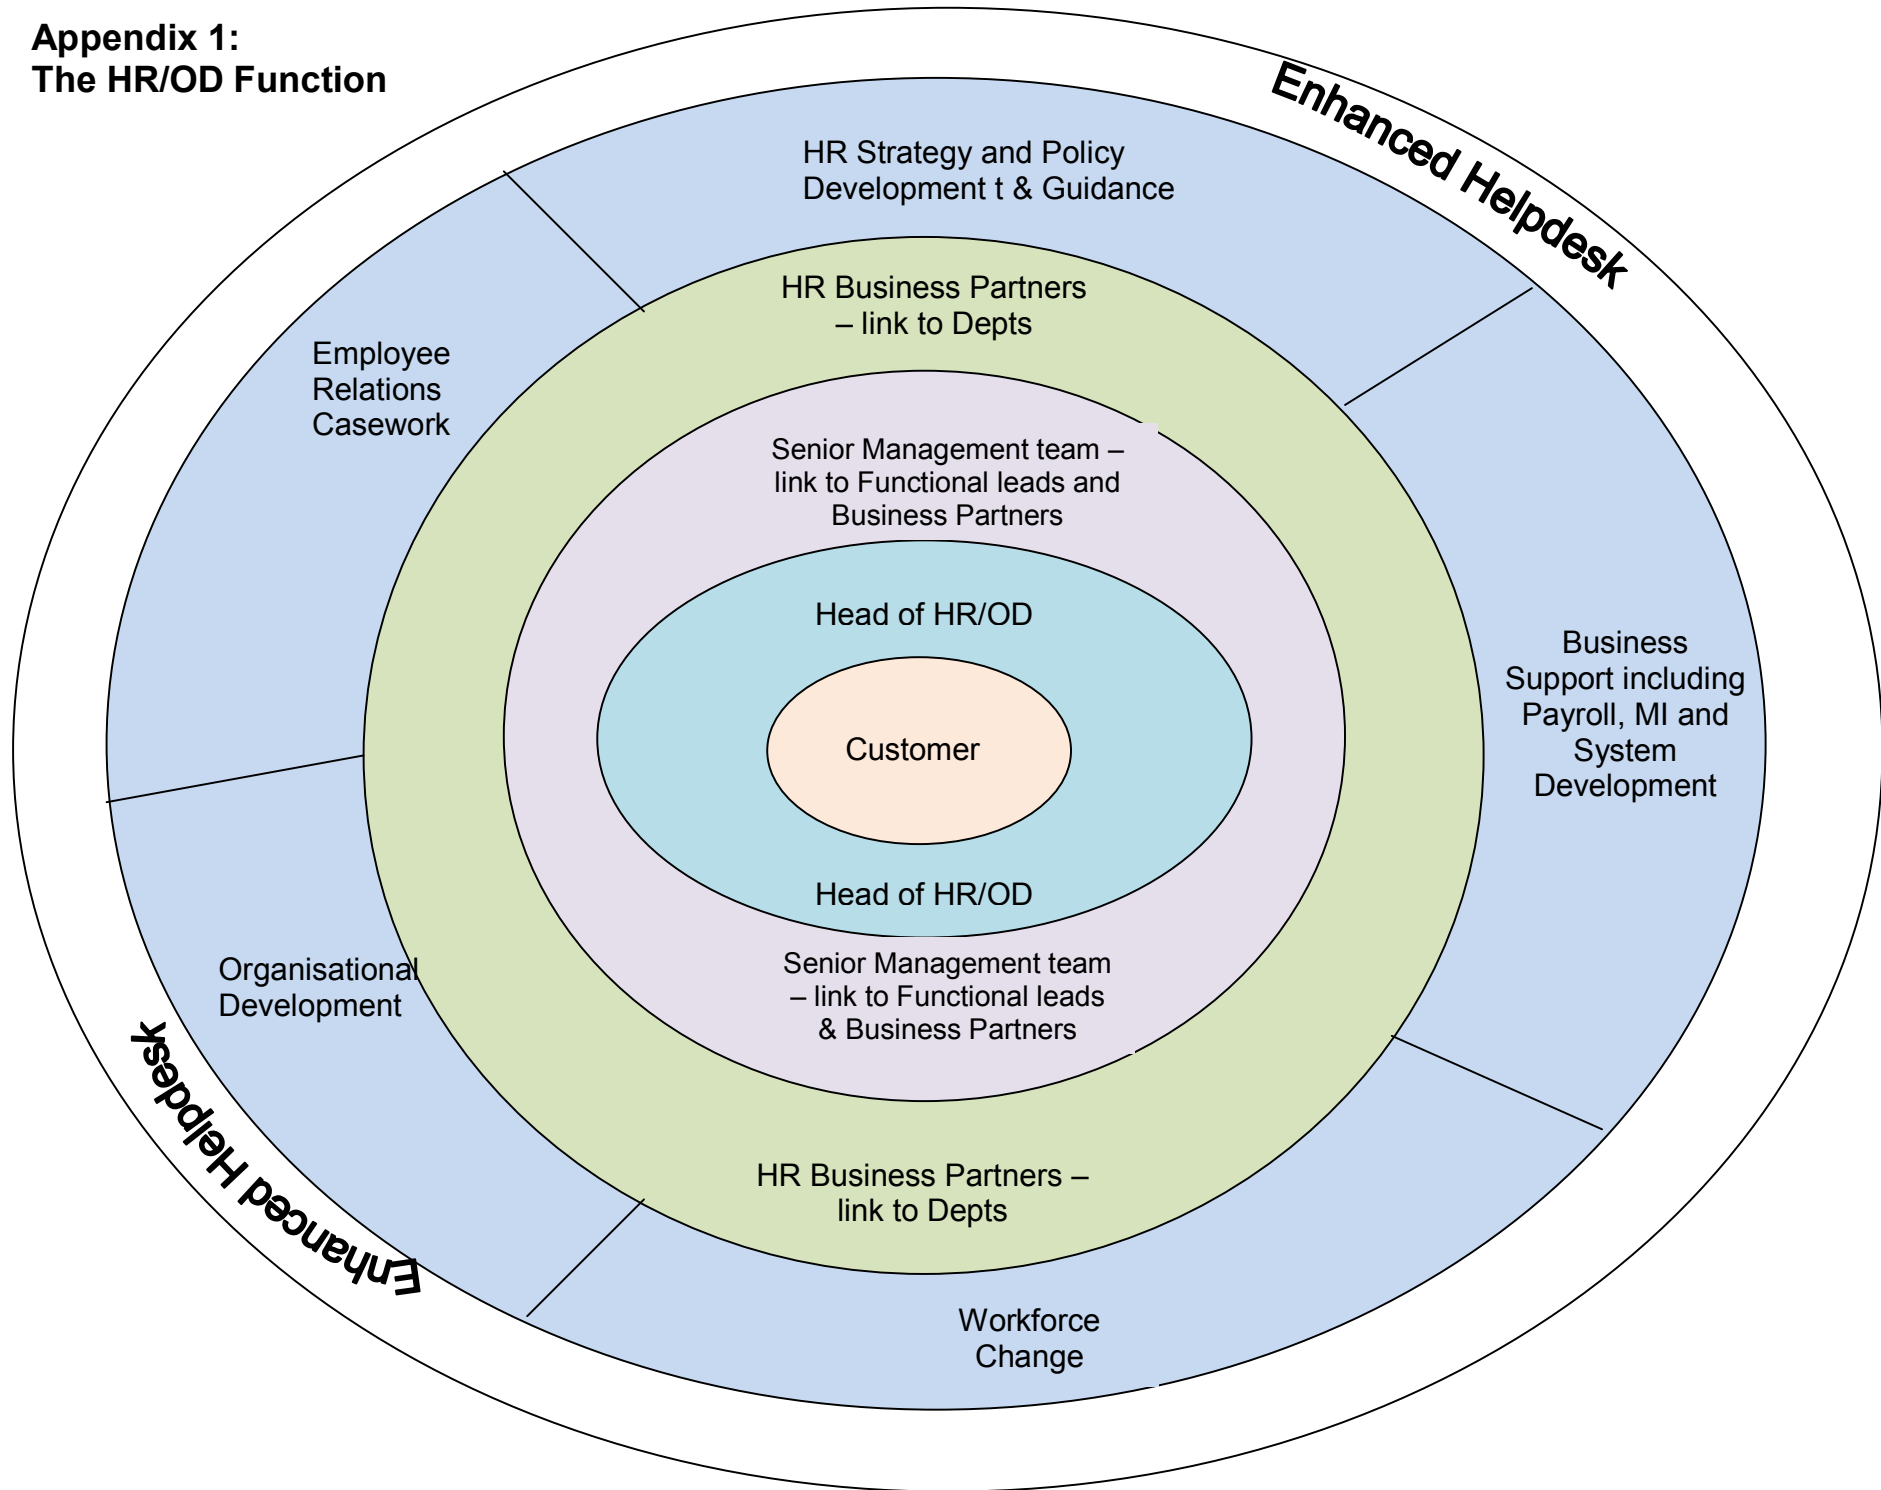 Appendix 1:
The HR/OD Function
Enhanced Helpdesk
HR Strategy and Policy
Development t & Guidance
HR Business Partners
– link to Depts
Employee
Relations
Casework
Senior Management team –
link to Functional leads and
Business Partners
Head of HR/OD
Business
Support including
Payroll, MI and
System
Development
Customer
Head of HR/OD
Senior Management team
– link to Functional leads
& Business Partners
Organisational
Development
Enhanced Helpdesk
HR Business Partners –
link to Depts
Workforce
Change